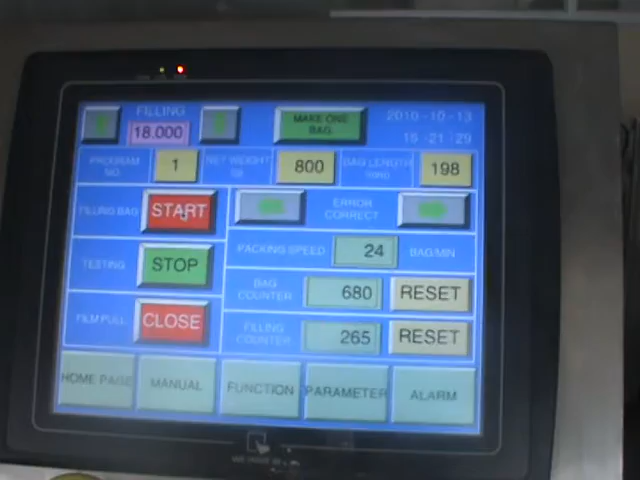 FILLING
18.000
MAKE ONE
BAG
2010-10-13
15:21:29
PROGRAM
NO.
1
NET WEIGHT
(g)
800
BAG LENGTH
(mm)
198
FILLING BAG
START
ERROR
CORRECT
PACKING SPEED
24
BAG/MIN
TESTING
STOP
BAG
COUNTER
680
RESET
FILM PULL
CLOSE
FILLING
COUNTER
265
RESET
HOME PAGE
MANUAL
FUNCTION
PARAMETER
ALARM